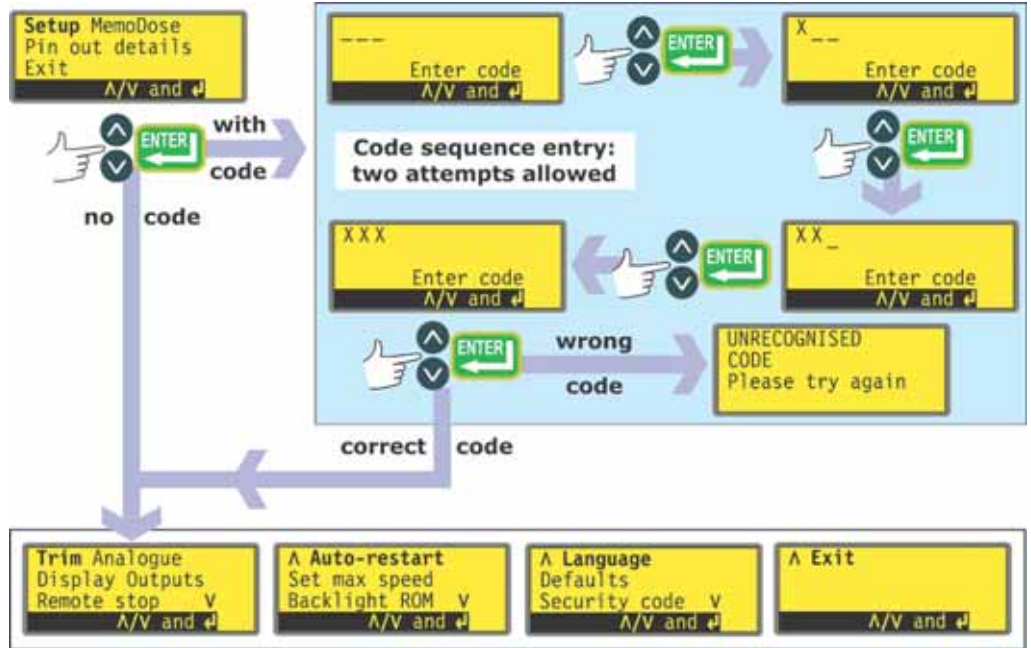 Setup MemoDose
Pin out details
Exit
Λ/V and ↲
ENTER
with
code
no code
_ _ _
Enter code
Λ/V and ↲
ENTER
X _ _
Enter code
Λ/V and ↲
ENTER
Code sequence entry:
two attempts allowed
X X _
Enter code
Λ/V and ↲
ENTER
X X X
Enter code
Λ/V and ↲
ENTER
wrong
code
UNRECOGNISED
CODE
Please try again
correct code
Trim Analogue
Display Outputs
Remote stop V
Λ/V and ↲
Λ Auto-restart
Set max speed
Backlight ROM V
Λ/V and ↲
Λ Language
Defaults
Security code V
Λ/V and ↲
Λ Exit
Λ/V and ↲